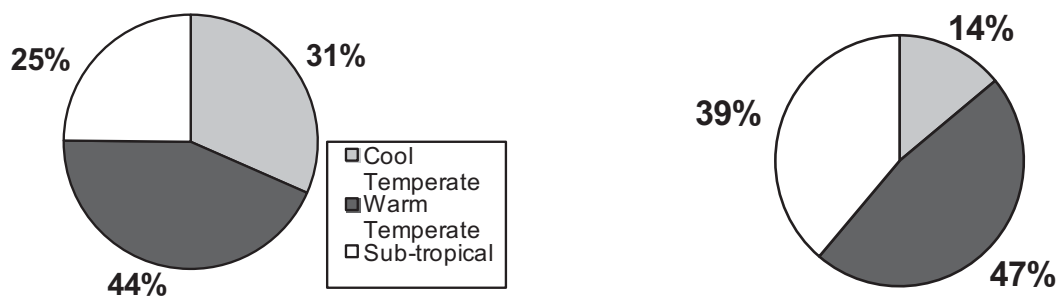 25%
31%
44%
Cool
Temperate
Warm
Temperate
Sub-tropical
14%
39%
47%